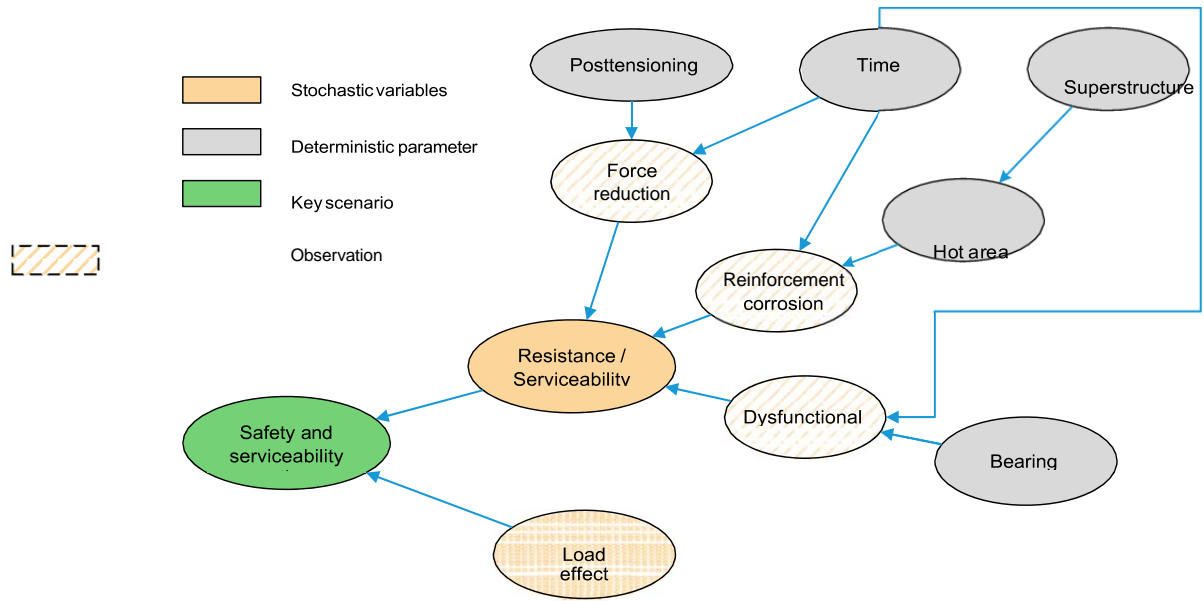 Posttensioning
Time
Superstructure
Stochastic variables
Deterministic parameter
Key scenario
Observation
Force
reduction
Hot area
Reinforcement
corrosion
Resistance /
Serviceability
Dysfunctional
Safety and
serviceability
Bearing
Load
effect